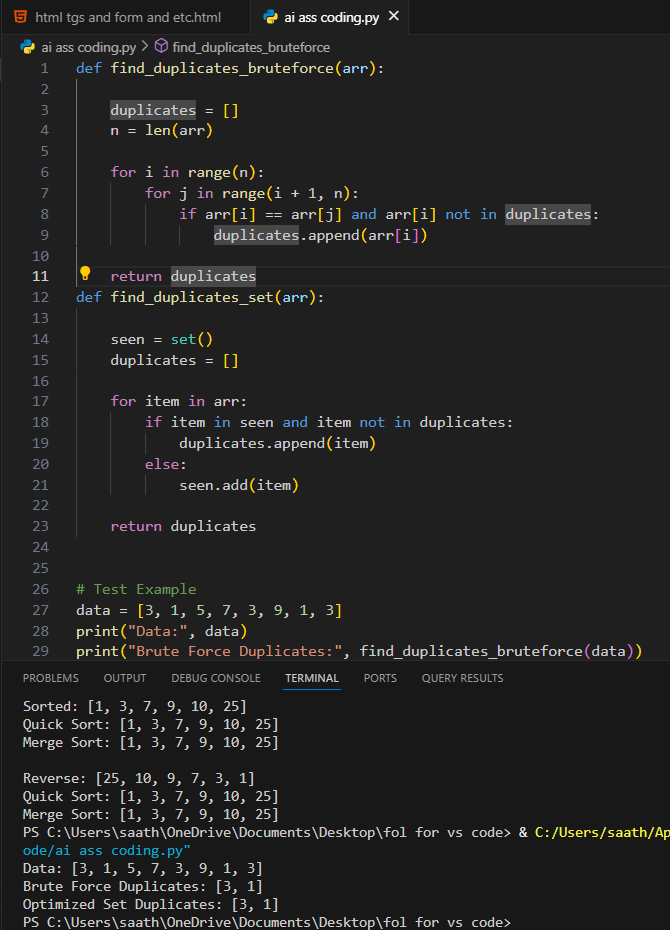 html tgs and form and etc.html
ai ass coding.py
ai ass coding.py > find_duplicates_bruteforce
1 def find_duplicates_bruteforce(arr):
2
3 duplicates = []
4 n = len(arr)
5
6 for i in range(n):
7 for j in range(i + 1, n):
8 if arr[i] == arr[j] and arr[i] not in duplicates:
9 duplicates.append(arr[i])
10
11 return duplicates
12 def find_duplicates_set(arr):
13
14 seen = set()
15 duplicates = []
16
17 for item in arr:
18 if item in seen and item not in duplicates:
19 duplicates.append(item)
20 else:
21 seen.add(item)
22
23 return duplicates
24
25
26 # Test Example
27 data = [3, 1, 5, 7, 3, 9, 1, 3]
28 print("Data:", data)
29 print("Brute Force Duplicates:", find_duplicates_bruteforce(data))
PROBLEMS OUTPUT DEBUG CONSOLE TERMINAL PORTS QUERY RESULTS
Sorted: [1, 3, 7, 9, 10, 25]
Quick Sort: [1, 3, 7, 9, 10, 25]
Merge Sort: [1, 3, 7, 9, 10, 25]
Reverse: [25, 10, 9, 7, 3, 1]
Quick Sort: [1, 3, 7, 9, 10, 25]
Merge Sort: [1, 3, 7, 9, 10, 25]
PS C:\Users\saath\OneDrive\Documents\Desktop\fol for vs code> & C:/Users/saath/Ap
ode/ai ass coding.py"
Data: [3, 1, 5, 7, 3, 9, 1, 3]
Brute Force Duplicates: [3, 1]
Optimized Set Duplicates: [3, 1]
PS C:\Users\saath\OneDrive\Documents\Desktop\fol for vs code>